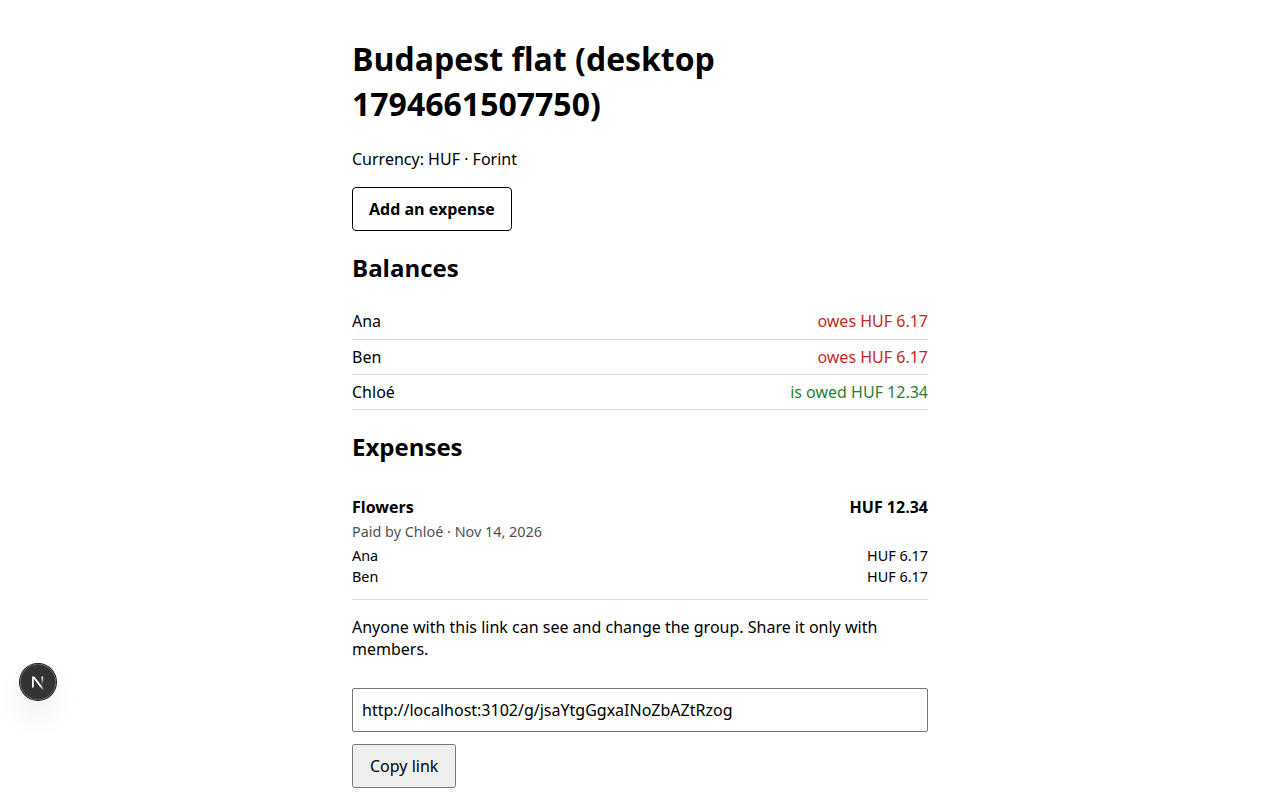 Budapest flat (desktop
1794661507750)
Currency: HUF · Forint
Add an expense
Balances
Ana owes HUF 6.17
Ben owes HUF 6.17
Chloé is owed HUF 12.34
Expenses
Flowers HUF 12.34
Paid by Chloé · Nov 14, 2026
Ana HUF 6.17
Ben HUF 6.17
Anyone with this link can see and change the group. Share it only with
members.
N
http://localhost:3102/g/jsaYtgGgxaINoZbAZtRzog
Copy link